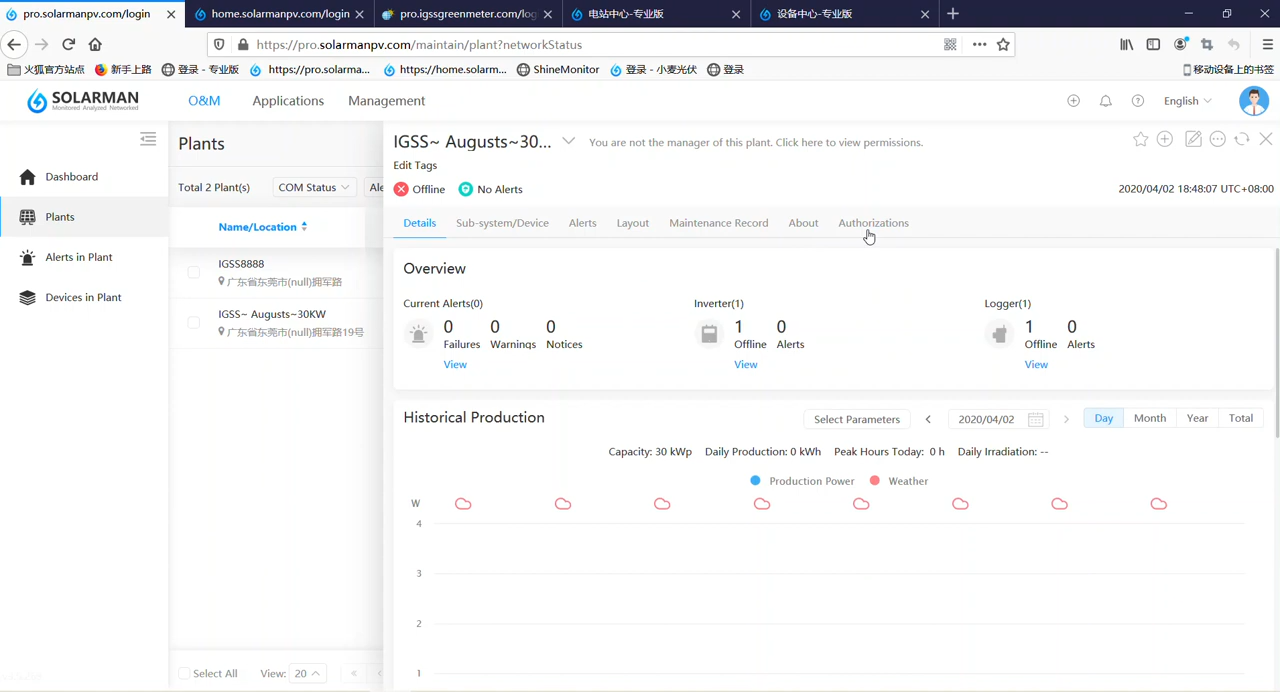 pro.solarmanpv.com/login
home.solarmanpv.com/login
pro.igssgreenmeter.com/log
电站中心-专业版
设备中心-专业版
https://pro.solarmanpv.com/maintain/plant?networkStatus
火狐官方站点
新手上路
登录 - 专业版
https://pro.solarma...
https://home.solarm...
ShineMonitor
登录 - 小麦光伏
登录
移动设备上的书签
SOLARMAN
Monitored Analyzed Networked
O&M
Applications
Management
English
Dashboard
Plants
Alerts in Plant
Devices in Plant
Plants
Total 2 Plant(s)
COM Status
Ale
Name/Location
IGSS8888
广东省东莞市(null)拥军路
IGSS~ Augusts~30KW
广东省东莞市(null)拥军路19号
Select All
View: 20
IGSS~ Augusts~30...
You are not the manager of this plant. Click here to view permissions.
Edit Tags
Offline
No Alerts
2020/04/02 18:48:07 UTC+08:00
Details
Sub-system/Device
Alerts
Layout
Maintenance Record
About
Authorizations
Overview
Current Alerts(0)
0 0 0
Failures Warnings Notices
View
Inverter(1)
1 0
Offline Alerts
View
Logger(1)
1 0
Offline Alerts
View
Historical Production
Select Parameters
2020/04/02
Day
Month
Year
Total
Capacity: 30 kWp Daily Production: 0 kWh Peak Hours Today: 0 h Daily Irradiation: --
Production Power
Weather
W
4
3
2
1